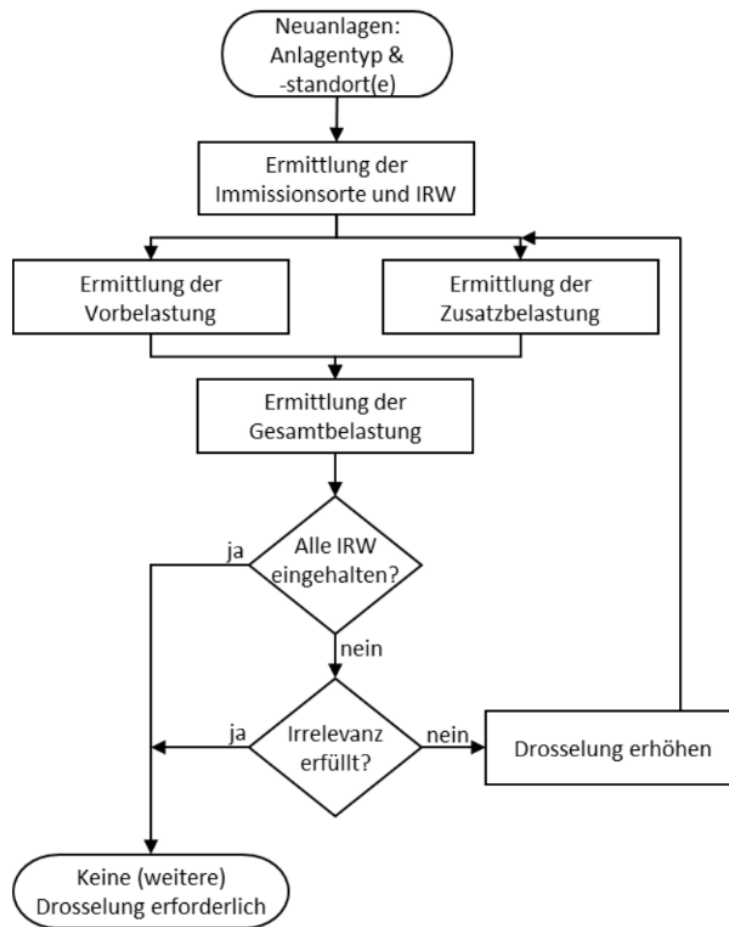 Neuanlagen:
Anlagentyp &
-standort(e)
Ermittlung der
Immissionsorte und IRW
Ermittlung der
Vorbelastung
Ermittlung der
Zusatzbelastung
Ermittlung der
Gesamtbelastung
ja
Alle IRW
eingehalten?
nein
ja
Irrelevanz
erfüllt?
nein
Drosselung erhöhen
Keine (weitere)
Drosselung erforderlich